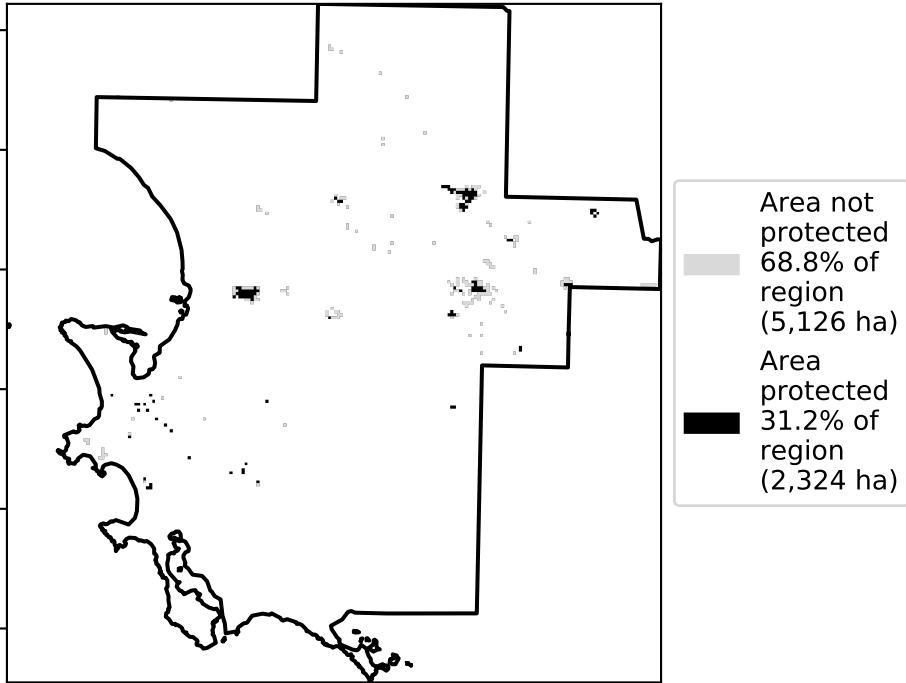 Area not
protected
68.8% of
region
(5,126 ha)
Area
protected
31.2% of
region
(2,324 ha)